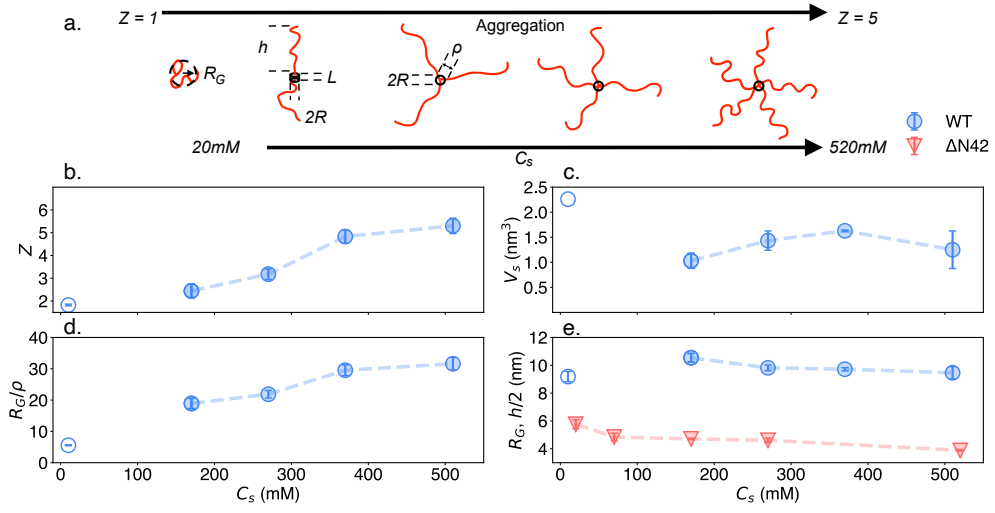 Z = 1
Z = 5
a.
Aggregation
h
R_G
L
2R
2R
ρ
20mM
C_s
520mM
WT
ΔN42
b.
Z
6
5
4
3
2
c.
V_s (nm³)
2.5
2.0
1.5
1.0
0.5
d.
R_G/ρ
40
30
20
10
0
0
100
200
300
400
500
C_s (mM)
e.
R_G, h/2 (nm)
12
10
8
6
4
0
100
200
300
400
500
C_s (mM)